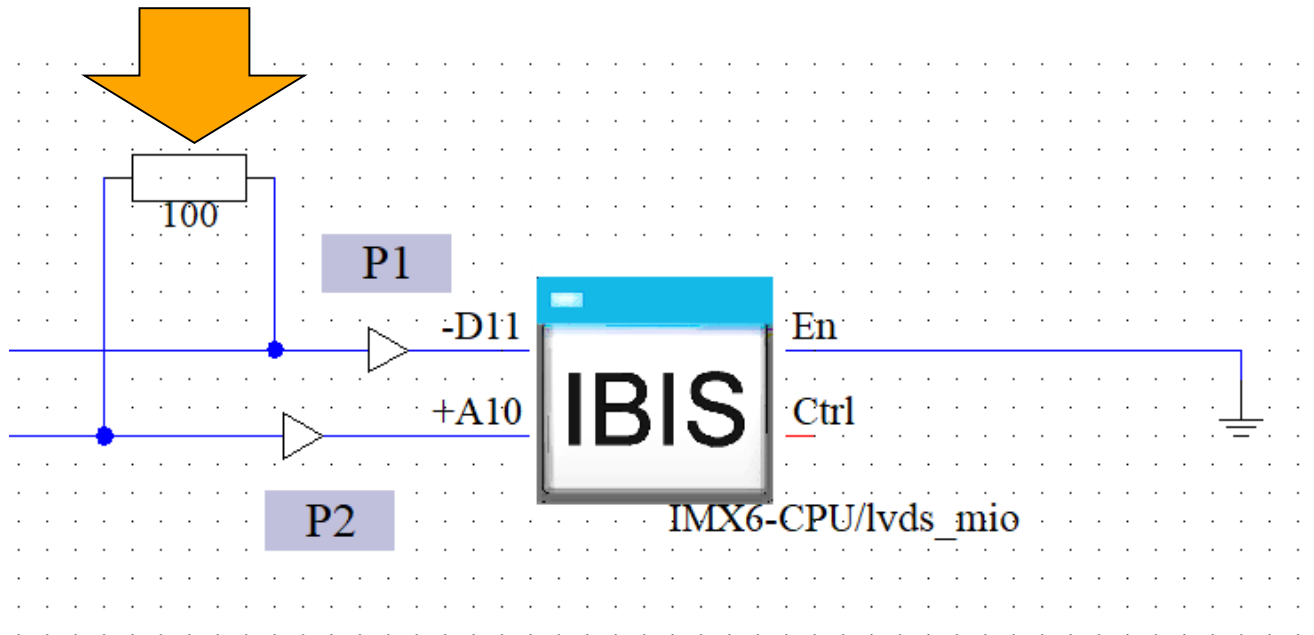 100
P1
-D11
En
IBIS
+A10
Ctrl
P2
IMX6-CPU/lvds_mio